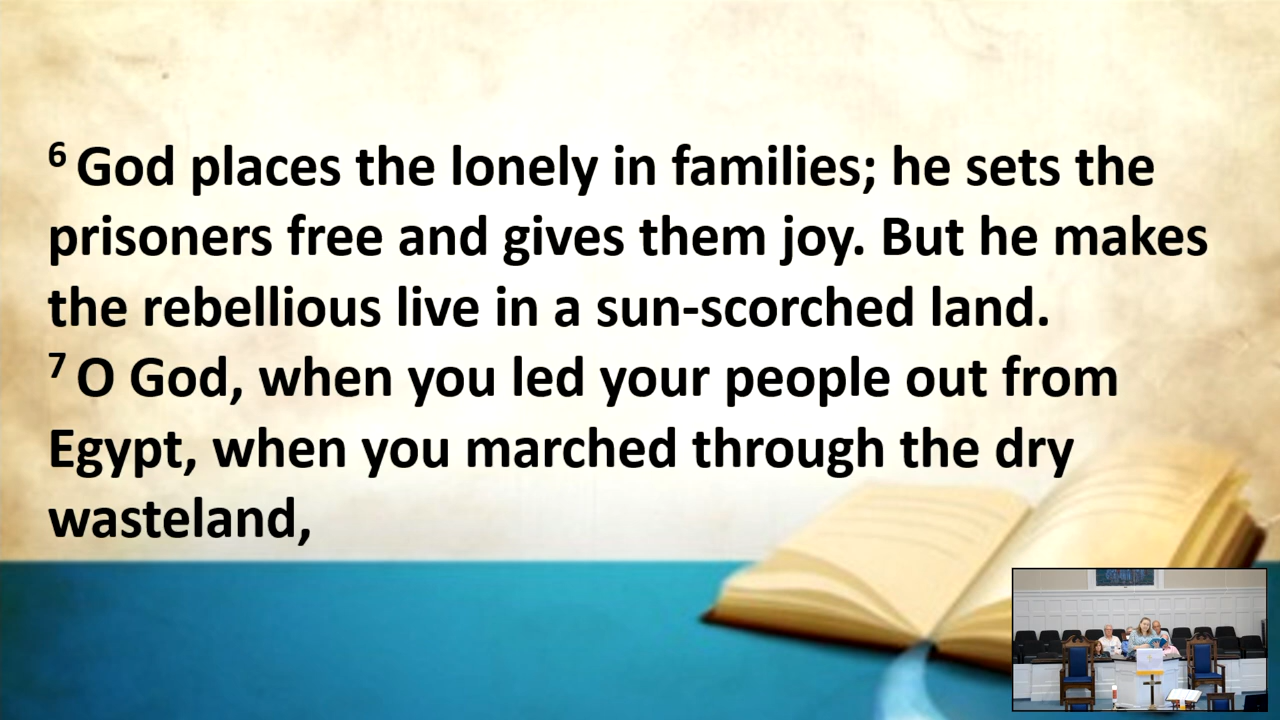 ⁶ God places the lonely in families; he sets the
prisoners free and gives them joy. But he makes
the rebellious live in a sun-scorched land.
⁷ O God, when you led your people out from
Egypt, when you marched through the dry
wasteland,